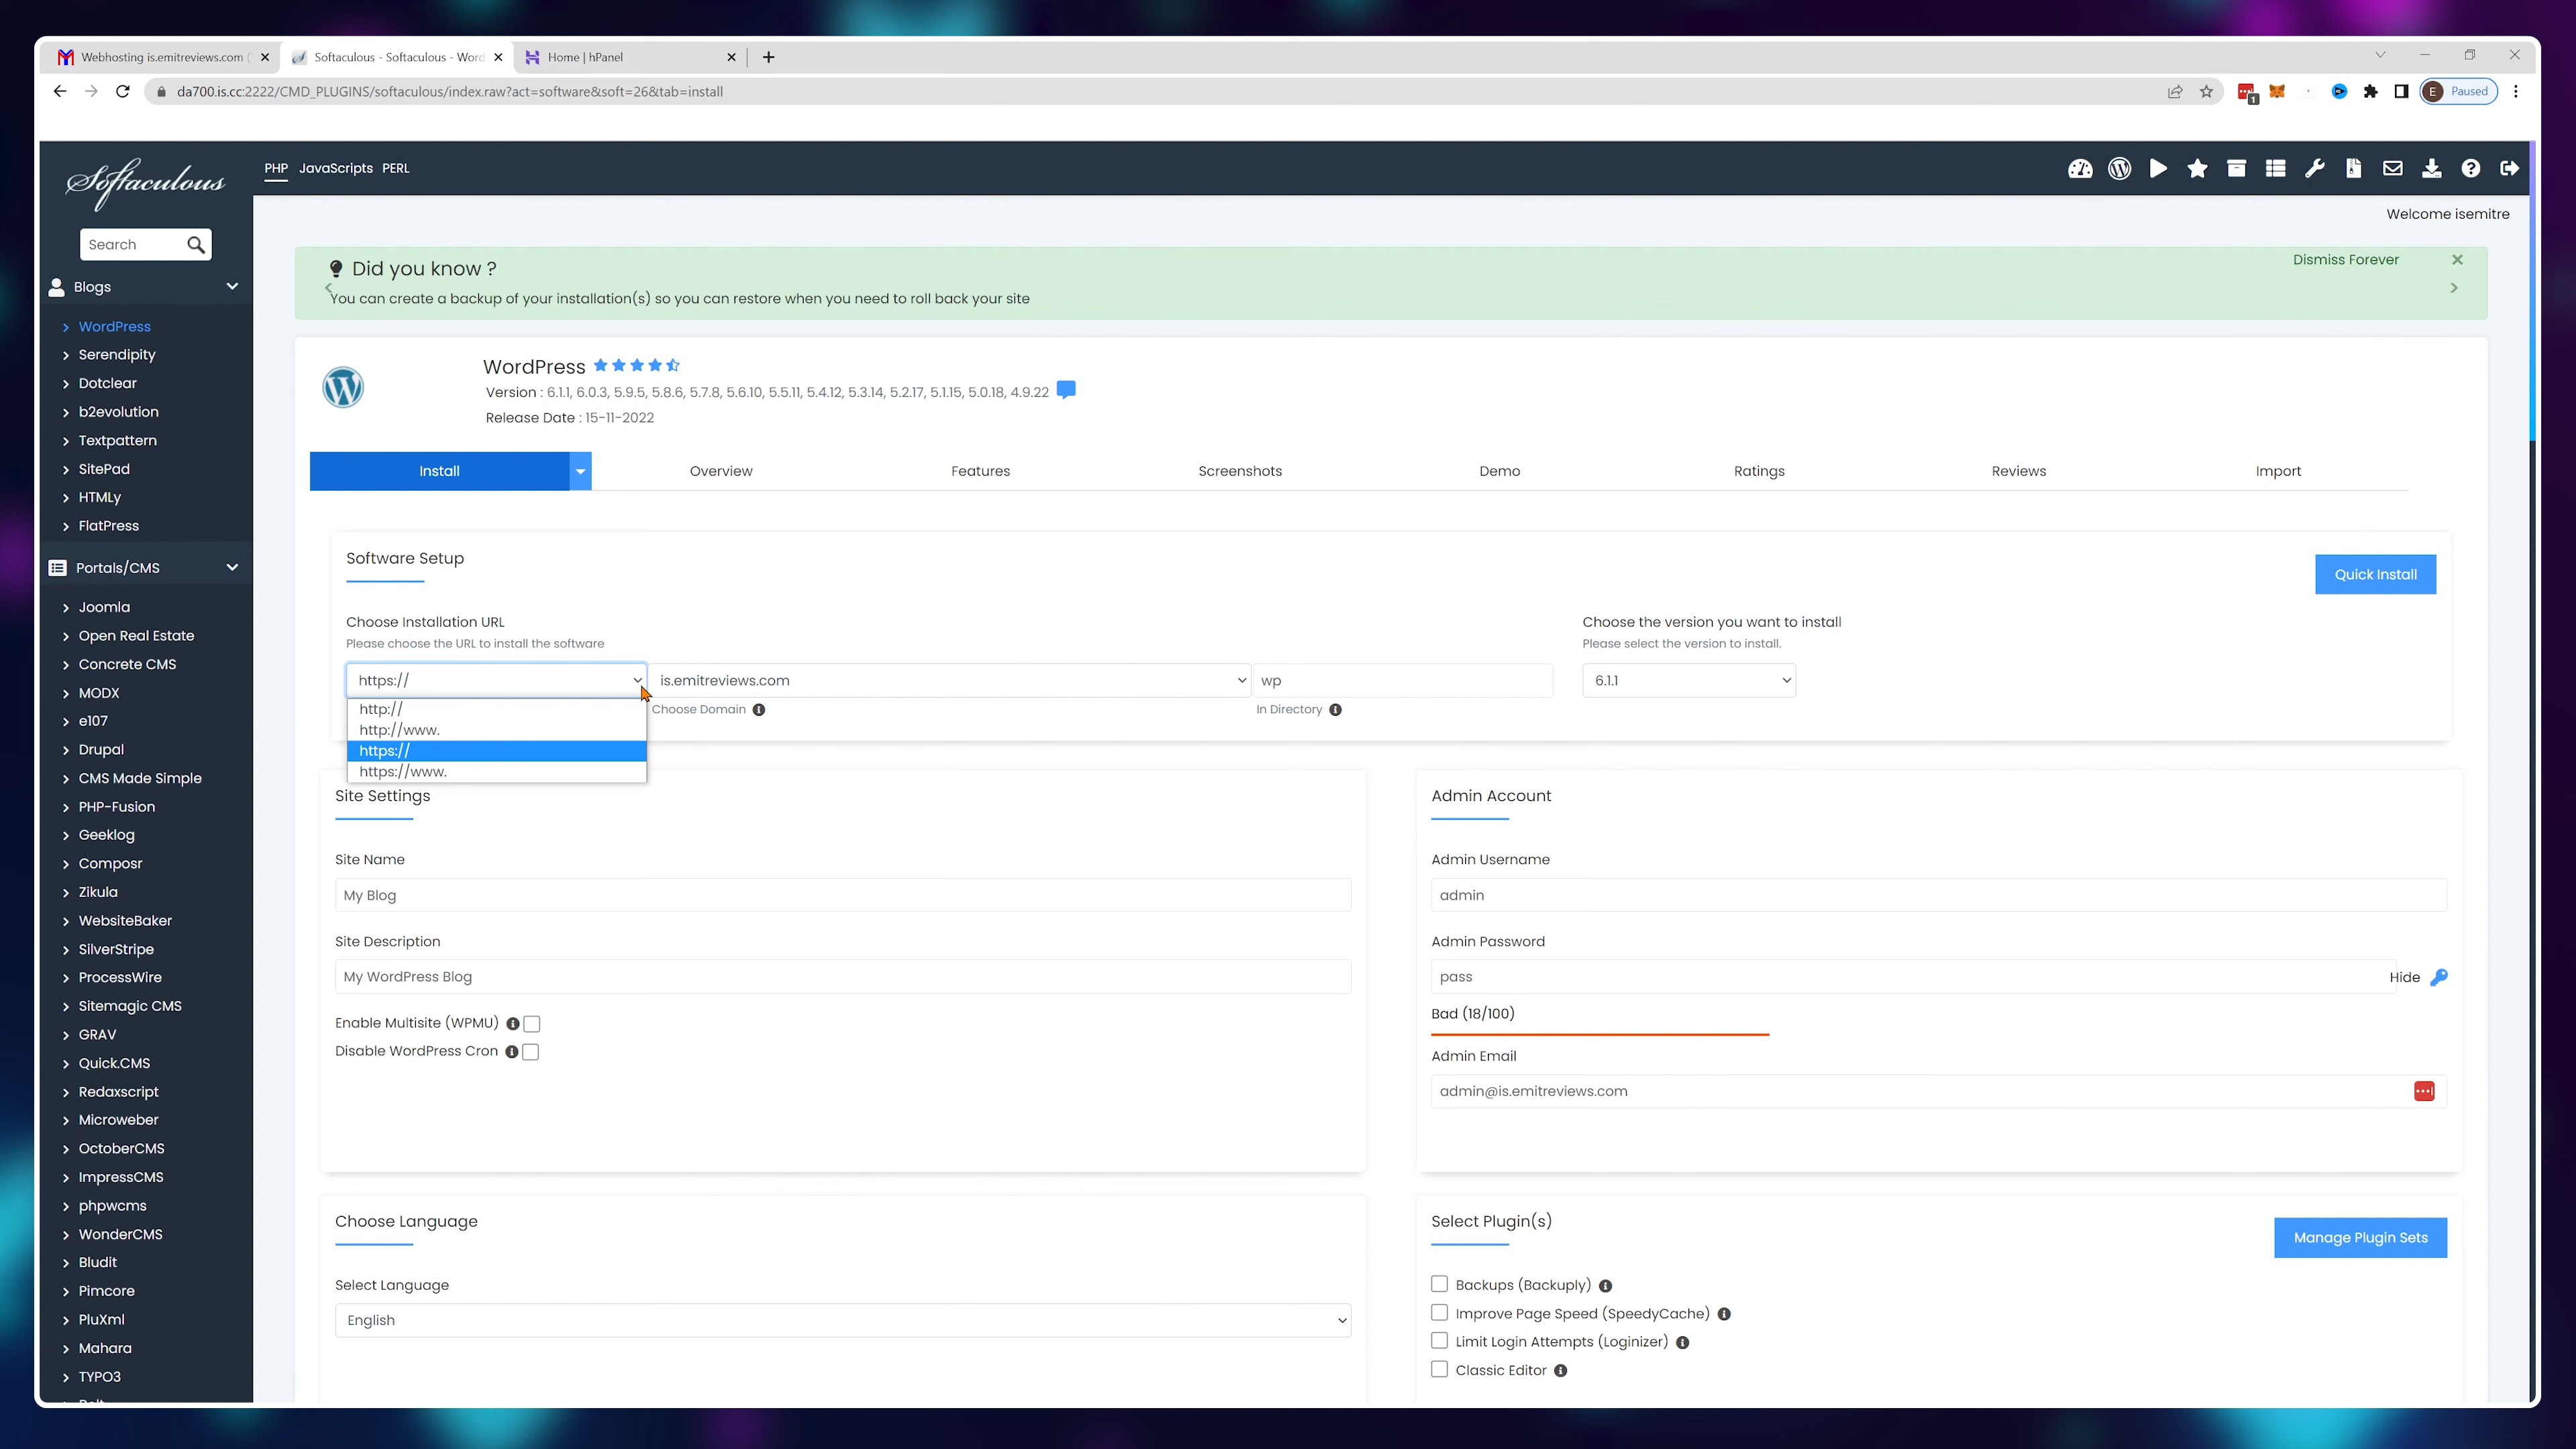 Webhosting is.emitreviews.com (
Softaculous - Softaculous - Word
Home | hPanel
da700.is.cc:2222/CMD_PLUGINS/softaculous/index.raw?act=software&soft=26&tab=install
1
E Paused
Softaculous
PHP JavaScripts PERL
Welcome isemitre
Search
Did you know ?
Dismiss Forever
You can create a backup of your installation(s) so you can restore when you need to roll back your site
Blogs
WordPress
Serendipity
Dotclear
b2evolution
Textpattern
SitePad
HTMLy
FlatPress
Portals/CMS
Joomla
Open Real Estate
Concrete CMS
MODX
e107
Drupal
CMS Made Simple
PHP-Fusion
Geeklog
Composr
Zikula
WebsiteBaker
SilverStripe
ProcessWire
Sitemagic CMS
GRAV
Quick.CMS
Redaxscript
Microweber
OctoberCMS
ImpressCMS
phpwcms
WonderCMS
Bludit
Pimcore
PluXml
Mahara
TYPO3
WordPress
Version : 6.1.1, 6.0.3, 5.9.5, 5.8.6, 5.7.8, 5.6.10, 5.5.11, 5.4.12, 5.3.14, 5.2.17, 5.1.15, 5.0.18, 4.9.22
Release Date : 15-11-2022
Install Overview Features Screenshots Demo Ratings Reviews Import
Software Setup
Quick Install
Choose Installation URL
Please choose the URL to install the software
https://
is.emitreviews.com
wp
Choose Domain
In Directory
http://
http://www.
https://
https://www.
Choose the version you want to install
Please select the version to install.
6.1.1
Site Settings
Site Name
My Blog
Site Description
My WordPress Blog
Enable Multisite (WPMU)
Disable WordPress Cron
Admin Account
Admin Username
admin
Admin Password
pass
Hide
Bad (18/100)
Admin Email
admin@is.emitreviews.com
Choose Language
Select Language
English
Select Plugin(s)
Manage Plugin Sets
Backups (Backuply)
Improve Page Speed (SpeedyCache)
Limit Login Attempts (Loginizer)
Classic Editor